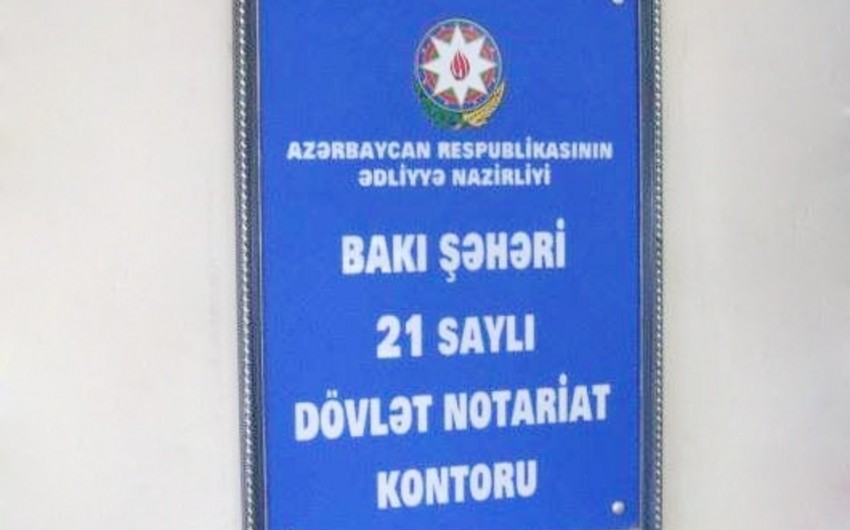 AZƏRBAYCAN RESPUBLİKASININ
ƏDLİYYƏ NAZİRLİYİ
BAKI ŞƏHƏRİ
21 SAYLI
DÖVLƏT NOTARİAT
KONTORU